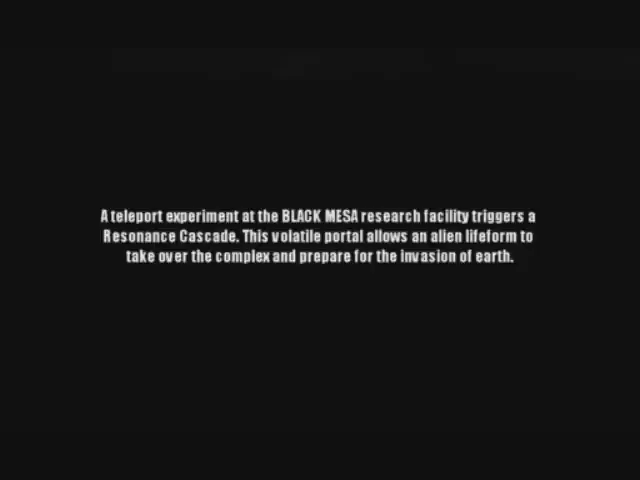 A teleport experiment at the BLACK MESA research facility triggers a
Resonance Cascade. This volatile portal allows an alien lifeform to
take over the complex and prepare for the invasion of earth.